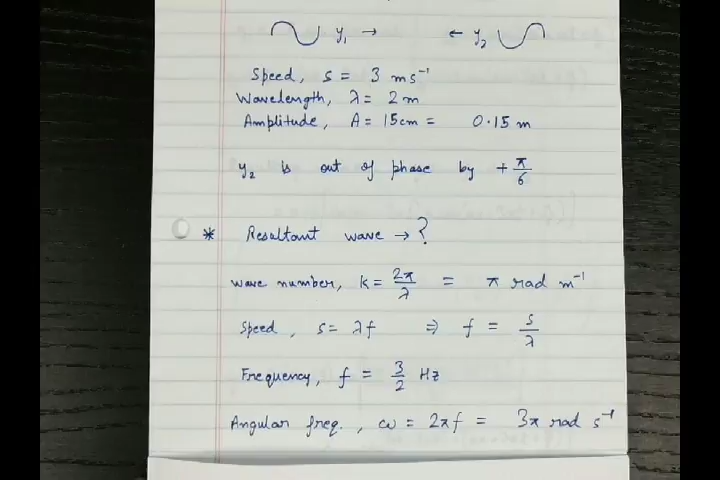 y₁ → ← y₂
Speed, s = 3 ms⁻¹
Wavelength, λ = 2 m
Amplitude, A = 15cm = 0.15 m
y₂ is out of phase by + π/6
* Resultant wave → ?
Wave number, k = 2π/λ = π rad m⁻¹
Speed, s = λf ⇒ f = s/λ
Frequency, f = 3/2 Hz
Angular freq., ω = 2πf = 3π rad s⁻¹